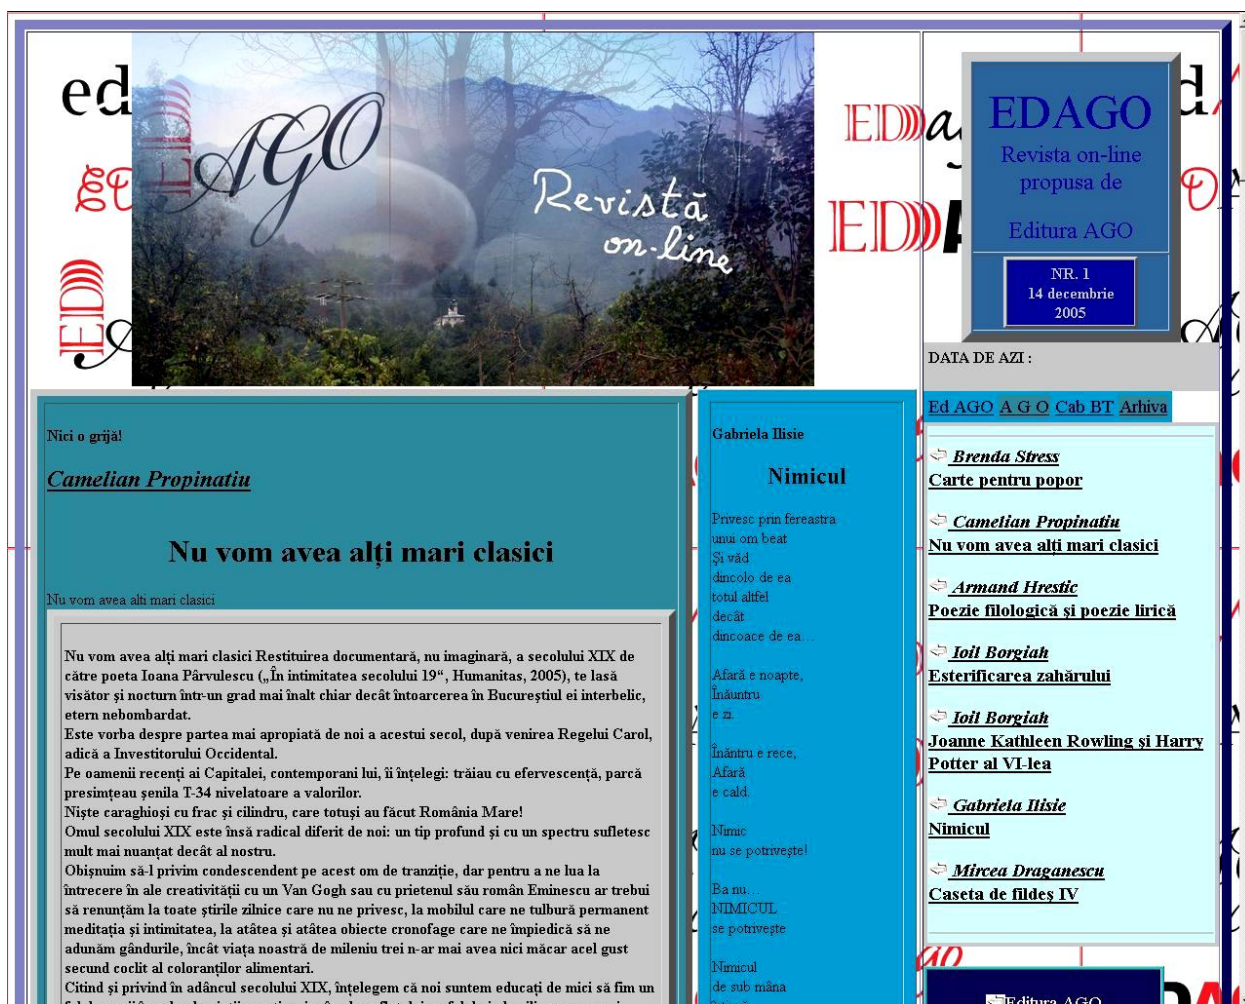 AGO
Revistă
on-line
EDAGO
Revista on-line
propusa de
Editura AGO
NR. 1
14 decembrie
2005
DATA DE AZI :
Ed AGO A G O Cab BT Arhiva
Nici o grijă!
Camelian Propinatiu
Nu vom avea alți mari clasici
Nu vom avea alti mari clasici
Nu vom avea alți mari clasici Restituirea documentară, nu imaginară, a secolului XIX de
către poeta Ioana Pârvulescu („În intimitatea secolului 19“, Humanitas, 2005), te lasă
visător și nocturn într-un grad mai înalt chiar decât întoarcerea în Bucureștiul ei interbelic,
etern nebombardat.
Este vorba despre partea mai apropiată de noi a acestui secol, după venirea Regelui Carol,
adică a Investitorului Occidental.
Pe oamenii recenți ai Capitalei, contemporani lui, îi înțelegi: trăiau cu efervescență, parcă
presimțeau șenila T-34 nivelatoare a valorilor.
Niște caraghioși cu frac și cilindru, care totuși au făcut România Mare!
Omul secolului XIX este însă radical diferit de noi: un tip profund și cu un spectru sufletesc
mult mai nuanțat decât al nostru.
Obișnuim să-l privim condescendent pe acest om de tranziție, dar pentru a ne lua la
întrecere în ale creativității cu un Van Gogh sau cu prietenul său român Eminescu ar trebui
să renunțăm la toate știrile zilnice care nu ne privesc, la mobilul care ne tulbură permanent
meditația și intimitatea, la atâtea și atâtea obiecte cronofage care ne împiedică să ne
adunăm gândurile, încât viața noastră de mileniu trei n-ar mai avea nici măcar acel gust
secund coclit al coloranților alimentari.
Citind și privind în adâncul secolului XIX, înțelegem că noi suntem educați de mici să fim un
Gabriela Ilisie
Nimicul
Privesc prin fereastra
unui om beat
Și văd
dincolo de ea
totul altfel
decât
dincoace de ea...
Afară e noapte,
Înăuntru
e zi.
Înăntru e rece,
Afară
e cald.
Nimic
nu se potrivește!
Ba nu...
NIMICUL
se potrivește
Nimicul
de sub mâna
Brenda Stress
Carte pentru popor
Camelian Propinatiu
Nu vom avea alți mari clasici
Armand Hrestic
Poezie filologică și poezie lirică
Ioil Borgiah
Esterificarea zahărului
Ioil Borgiah
Joanne Kathleen Rowling și Harry
Potter al VI-lea
Gabriela Ilisie
Nimicul
Mircea Draganescu
Caseta de fildeș IV
Editura AGO